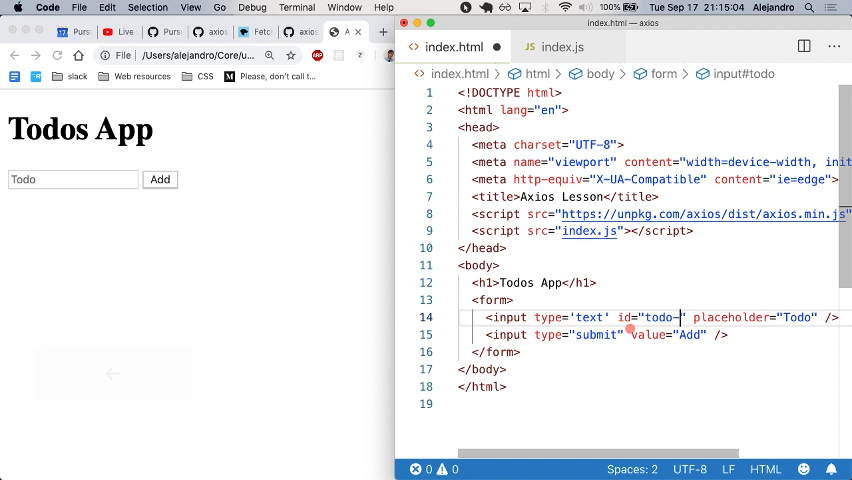 Code File Edit Selection View Go Debug Terminal Window Help 100% Tue Sep 17 21:15:04 Alejandro
Purs Live Pursu axios Fetch axios A
File /Users/alejandro/Core/u
slack Web resources CSS Medium Please, don't call t...
Todos App
Todo Add
index.html — axios
index.html JS index.js
index.html > html > body > form > input#todo
1 <!DOCTYPE html>
2 <html lang="en">
3 <head>
4 <meta charset="UTF-8">
5 <meta name="viewport" content="width=device-width, init
6 <meta http-equiv="X-UA-Compatible" content="ie=edge">
7 <title>Axios Lesson</title>
8 <script src="https://unpkg.com/axios/dist/axios.min.js"
9 <script src="index.js"></script>
10 </head>
11 <body>
12 <h1>Todos App</h1>
13 <form>
14 <input type='text' id="todo-" placeholder="Todo" />
15 <input type="submit" value="Add" />
16 </form>
17 </body>
18 </html>
19
0 0 Spaces: 2 UTF-8 LF HTML